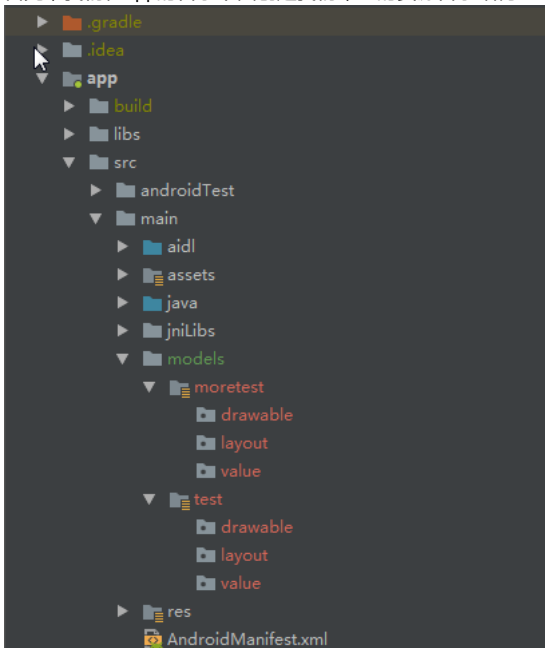 .gradle
.idea
app
build
libs
src
androidTest
main
aidl
assets
java
jniLibs
models
moretest
drawable
layout
value
test
drawable
layout
value
res
AndroidManifest.xml